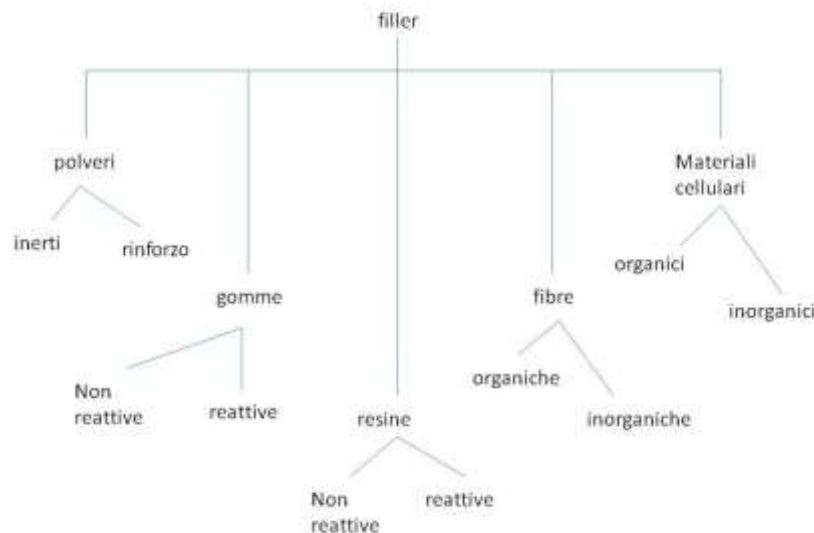 filler
polveri
Materiali
cellulari
inerti
rinforzo
organici
gomme
fibre
inorganici
Non
reattive
reattive
resine
organiche
inorganiche
Non
reattive
reattive